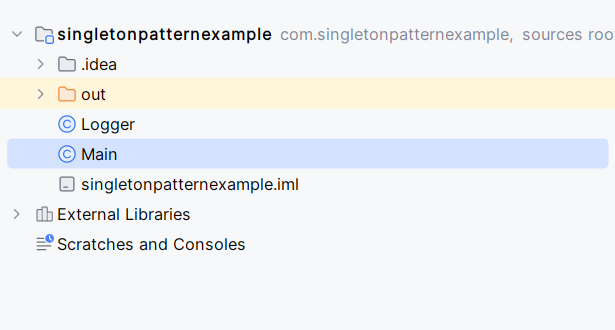 singletonpatternexample com.singletonpatternexample, sources roo
.idea
out
Logger
Main
singletonpatternexample.iml
External Libraries
Scratches and Consoles